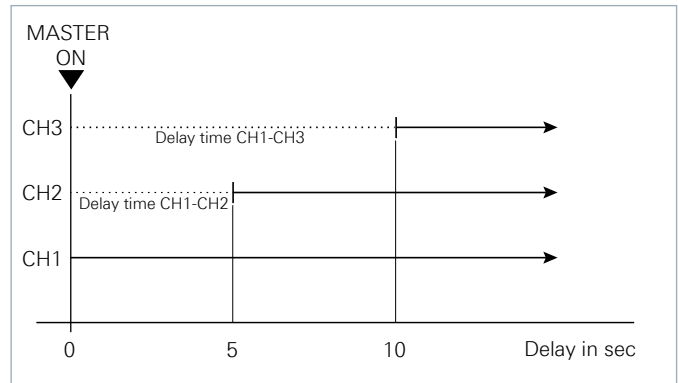 MASTER
ON
CH3
Delay time CH1-CH3
CH2
Delay time CH1-CH2
CH1
0 5 10 Delay in sec